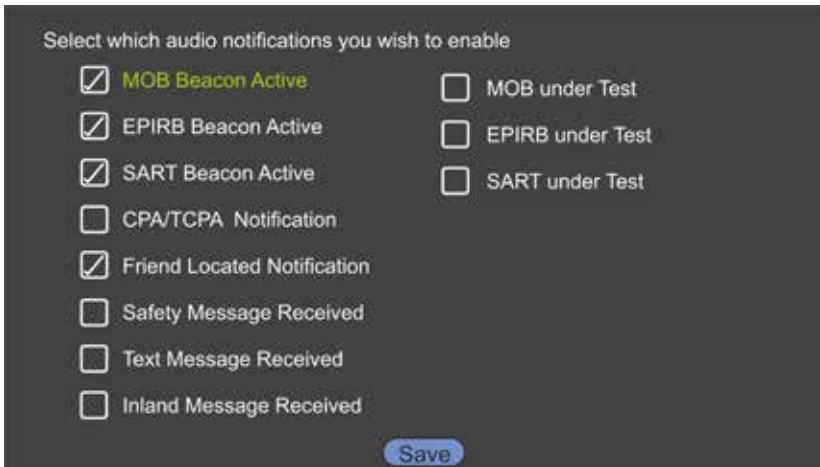 Select which audio notifications you wish to enable
MOB Beacon Active
EPIRB Beacon Active
SART Beacon Active
CPA/TCPA Notification
Friend Located Notification
Safety Message Received
Text Message Received
Inland Message Received
MOB under Test
EPIRB under Test
SART under Test
Save